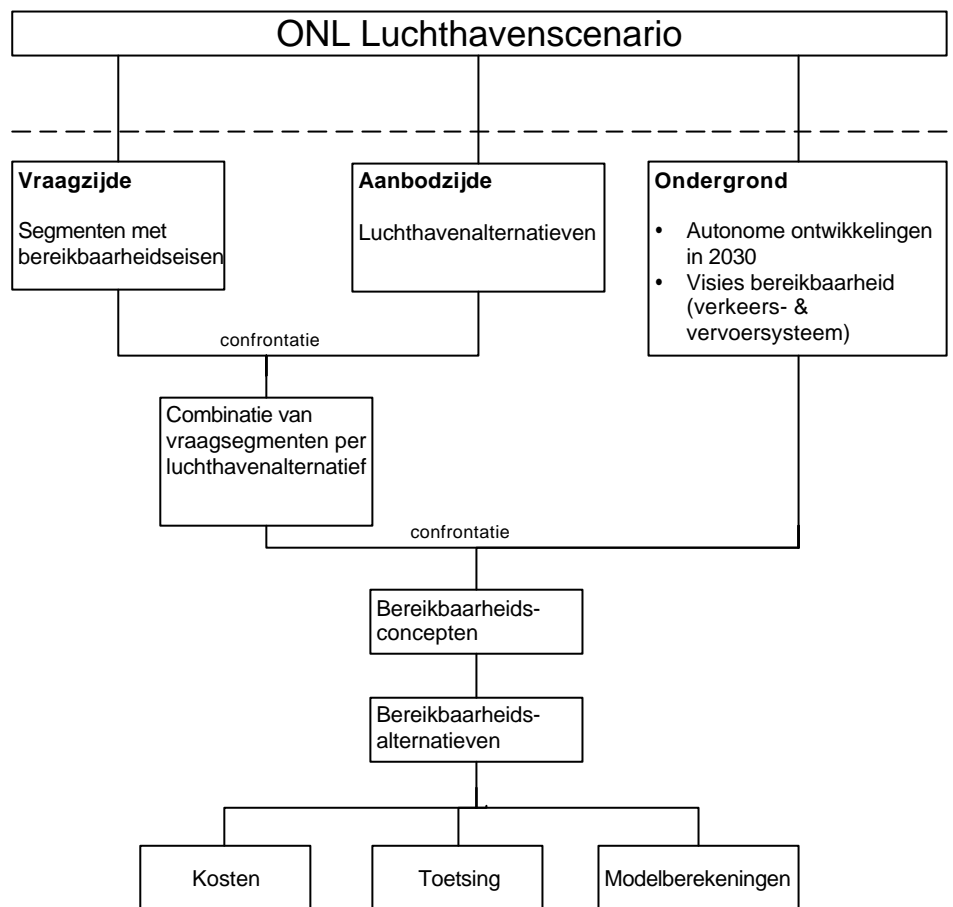 ONL Luchthavenscenario
Vraagzijde
Segmenten met
bereikbaarheidseisen
Aanbodzijde
Luchthavenalternatieven
Ondergrond
• Autonome ontwikkelingen
in 2030
• Visies bereikbaarheid
(verkeers- &
vervoersysteem)
confrontatie
Combinatie van
vraagsegmenten per
luchthavenalternatief
confrontatie
Bereikbaarheids-
concepten
Bereikbaarheids-
alternatieven
Kosten
Toetsing
Modelberekeningen